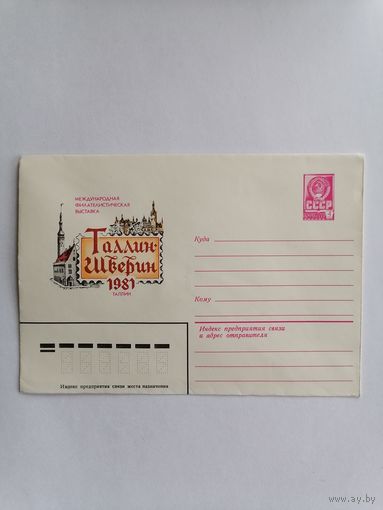 МЕЖДУНАРОДНАЯ
ФИЛАТЕЛИСТИЧЕСКАЯ
ВЫСТАВКА
Таллин-
Шверин
1981
ТАЛЛИН
СССР
Куда
Кому
Индекс предприятия связи
и адрес отправителя
Индекс предприятия связи места назначения
www.ay.by